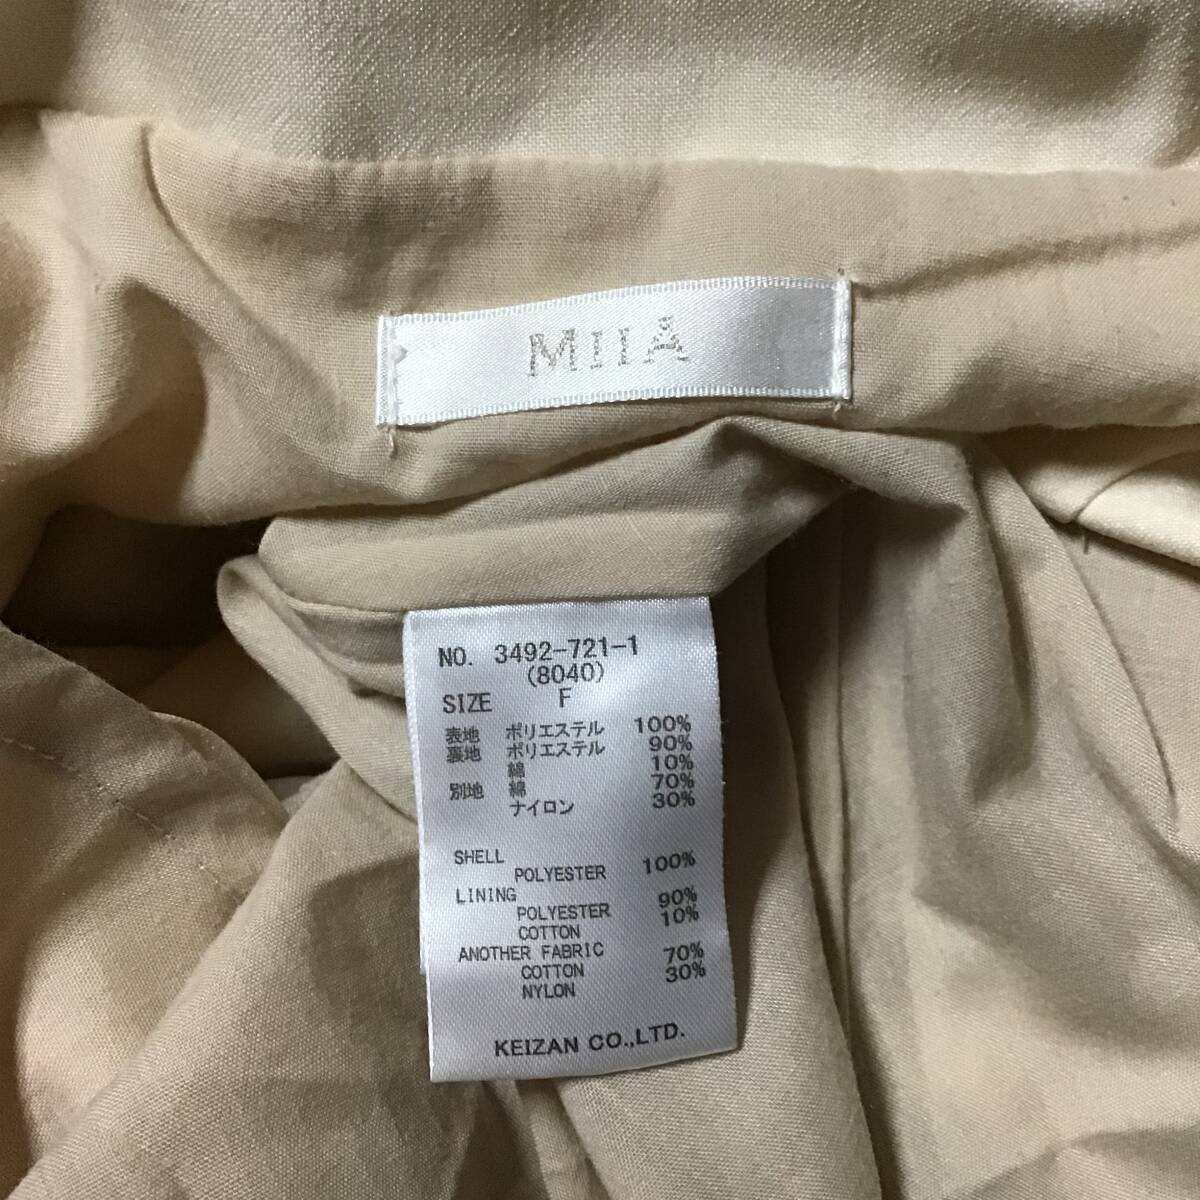 MIIA
NO. 3492-721-1
(8040)
SIZE F
表地 ポリエステル 100%
裏地 ポリエステル 90%
綿 10%
別地 綿 70%
ナイロン 30%
SHELL
POLYESTER 100%
LINING
POLYESTER 90%
COTTON 10%
ANOTHER FABRIC
COTTON 70%
NYLON 30%
KEIZAN CO.,LTD.